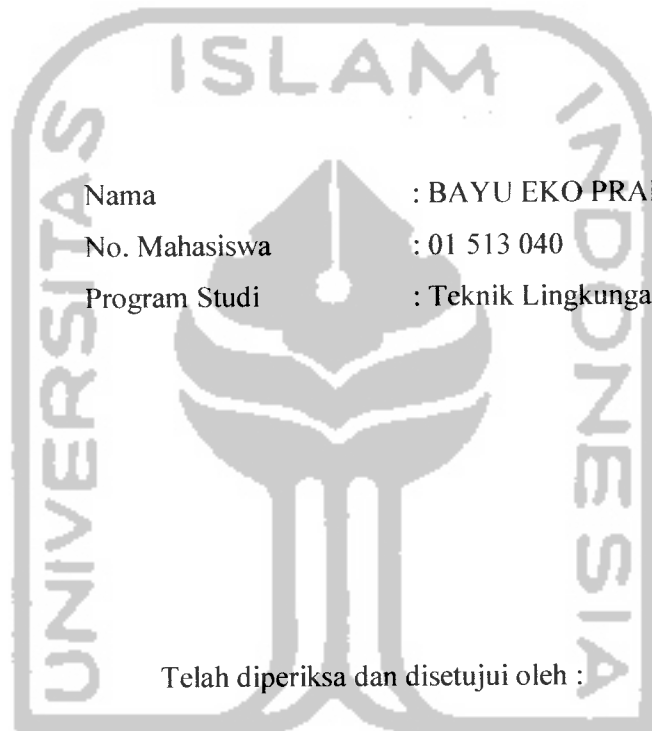 ISLAM
UNIVERSITAS
INDONESIA
Nama : BAYU EKO PRA
No. Mahasiswa : 01 513 040
Program Studi : Teknik Lingkunga
Telah diperiksa dan disetujui oleh :